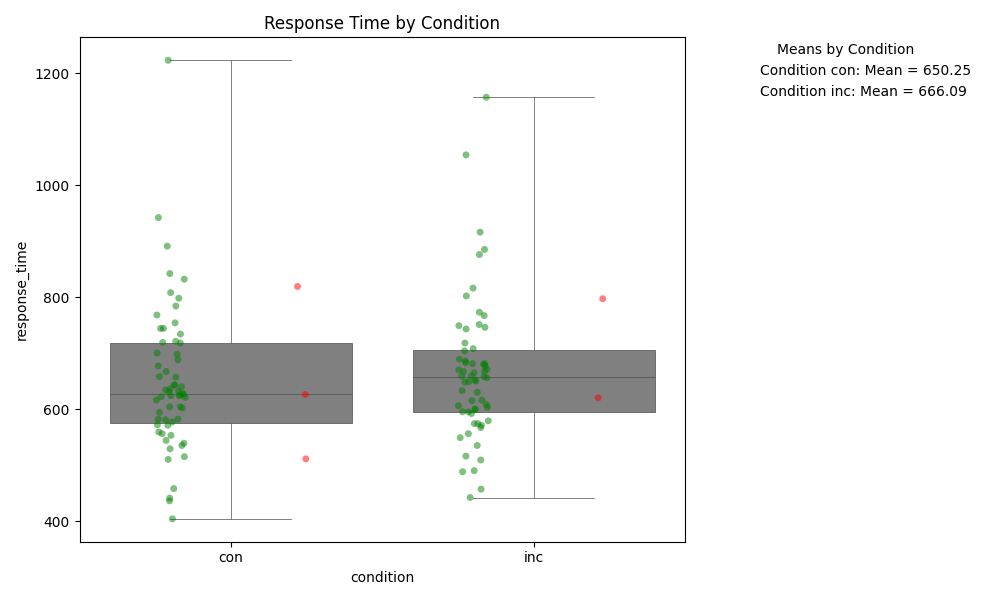 Response Time by Condition
Means by Condition
Condition con: Mean = 650.25
Condition inc: Mean = 666.09
1200
1000
800
600
400
response_time
con
inc
condition